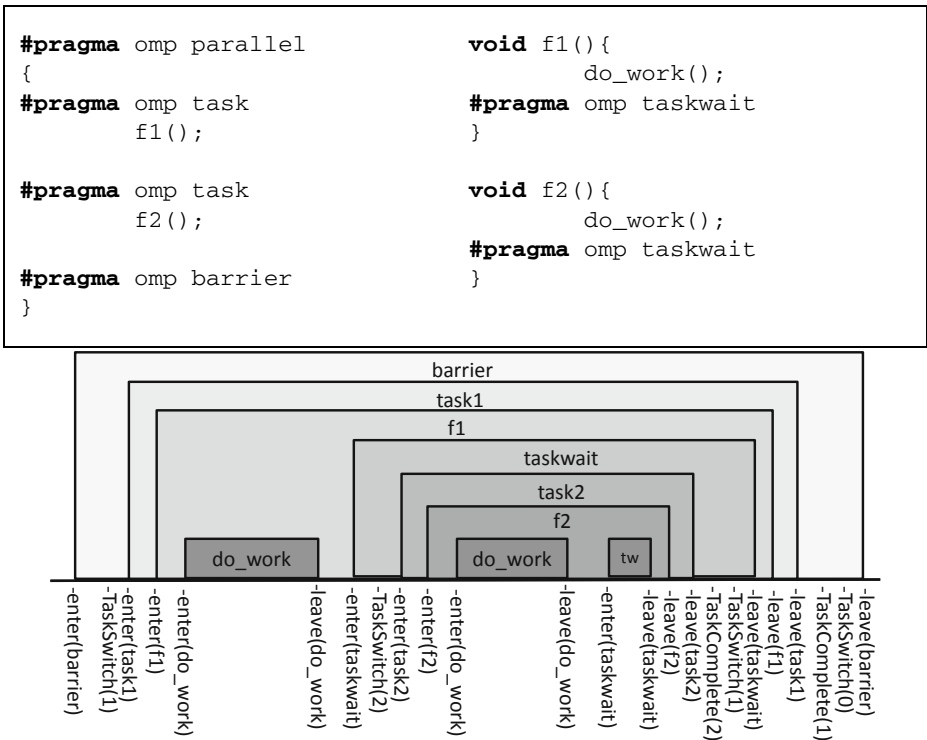 #pragma omp parallel
{
#pragma omp task
f1();
#pragma omp task
f2();
#pragma omp barrier
}
void f1(){
do_work();
#pragma omp taskwait
}
void f2(){
do_work();
#pragma omp taskwait
}
barrier
task1
f1
taskwait
task2
f2
do_work
do_work
tw
-enter(barrier)
-TaskSwitch(1)
-enter(task1)
-enter(f1)
-enter(do_work)
-leave(do_work)
-enter(taskwait)
-TaskSwitch(2)
-enter(task2)
-enter(f2)
-enter(do_work)
-leave(do_work)
-enter(taskwait)
-leave(taskwait)
-leave(f2)
-leave(task2)
-TaskComplete(2)
-TaskSwitch(1)
-leave(taskwait)
-leave(f1)
-leave(task1)
-TaskComplete(1)
-TaskSwitch(0)
-leave(barrier)